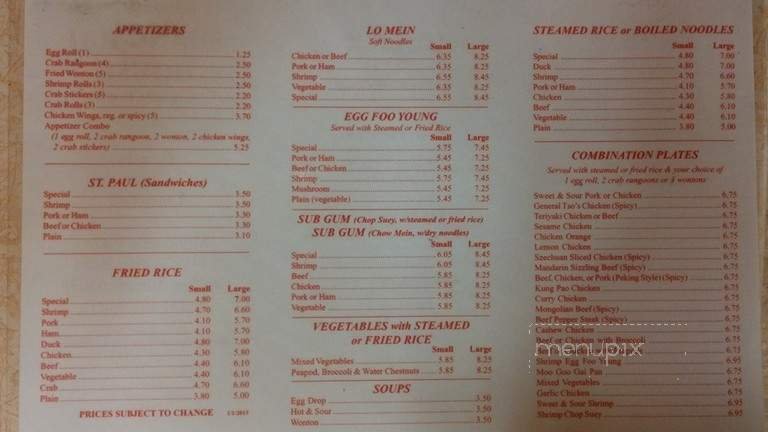 APPETIZERS
Egg Roll (1) 1.25
Crab Rangoon (4) 2.50
Fried Wonton (5) 2.50
Shrimp Rolls (3) 2.50
Crab Stickers (5) 2.20
Crab Rolls (3) 2.20
Chicken Wings, reg. or spicy (5) 3.70
Appetizer Combo
(1 egg roll, 2 crab rangoon, 2 wonton, 2 chicken wings,
2 crab stickers) 5.25
ST. PAUL (Sandwiches)
Special 3.50
Shrimp 3.50
Pork or Ham 3.30
Beef or Chicken 3.30
Plain 3.10
FRIED RICE
Small Large
Special 4.80 7.00
Shrimp 4.70 6.60
Pork 4.10 5.70
Ham 4.10 5.70
Duck 4.80 7.00
Chicken 4.30 5.80
Beef 4.40 6.10
Vegetable 4.40 6.10
Crab 4.70 6.60
Plain 3.80 5.00
PRICES SUBJECT TO CHANGE
LO MEIN
Soft Noodles
Small Large
Chicken or Beef 6.35 8.25
Pork or Ham 6.35 8.25
Shrimp 6.55 8.45
Vegetable 6.35 8.25
Special 6.55 8.45
EGG FOO YOUNG
Served with Steamed or Fried Rice
Small Large
Special 5.75 7.45
Pork or Ham 5.45 7.25
Beef or Chicken 5.45 7.25
Shrimp 5.75 7.45
Mushroom 5.45 7.25
Plain (vegetable) 5.45 7.25
SUB GUM (Chop Suey, w/steamed or fried rice)
SUB GUM (Chow Mein, w/dry noodles)
Small Large
Special 6.05 8.45
Shrimp 6.05 8.45
Beef 5.85 8.25
Chicken 5.85 8.25
Pork or Ham 5.85 8.25
Vegetable 5.85 8.25
VEGETABLES with STEAMED
or FRIED RICE
Small Large
Mixed Vegetables 5.85 8.25
Peapod, Broccoli & Water Chestnuts 5.85 8.25
SOUPS
Egg Drop 3.50
Hot & Sour 3.50
Wonton 3.50
STEAMED RICE or BOILED NOODLES
Small Large
Special 4.80 7.00
Duck 4.80 7.00
Shrimp 4.70 6.60
Pork or Ham 4.10 5.70
Chicken 4.30 5.80
Beef 4.40 6.10
Vegetable 4.40 6.10
Plain 3.80 5.00
COMBINATION PLATES
Served with steamed or fried rice & your choice of
1 egg roll, 2 crab rangoons or 3 wontons
Sweet & Sour Pork or Chicken 6.75
General Tso's Chicken (Spicy) 6.75
Teriyaki Chicken or Beef 6.75
Sesame Chicken 6.75
Chicken Orange 6.75
Lemon Chicken 6.75
Szechuan Sliced Chicken (Spicy) 6.75
Mandarin Sizzling Beef (Spicy) 6.75
Beef, Chicken, or Pork (Peking Style) (Spicy) 6.75
Kung Pao Chicken 6.75
Curry Chicken 6.75
Mongolian Beef (Spicy) 6.75
Beef Pepper Steak (Spicy) 6.75
Cashew Chicken 6.75
Beef or Chicken with Broccoli 6.75
menupix
6.75
Shrimp Egg Foo Young 6.95
Moo Goo Gai Pan 6.75
Mixed Vegetables 6.75
Garlic Chicken 6.75
Sweet & Sour Shrimp 6.95
Shrimp Chop Suey 6.95